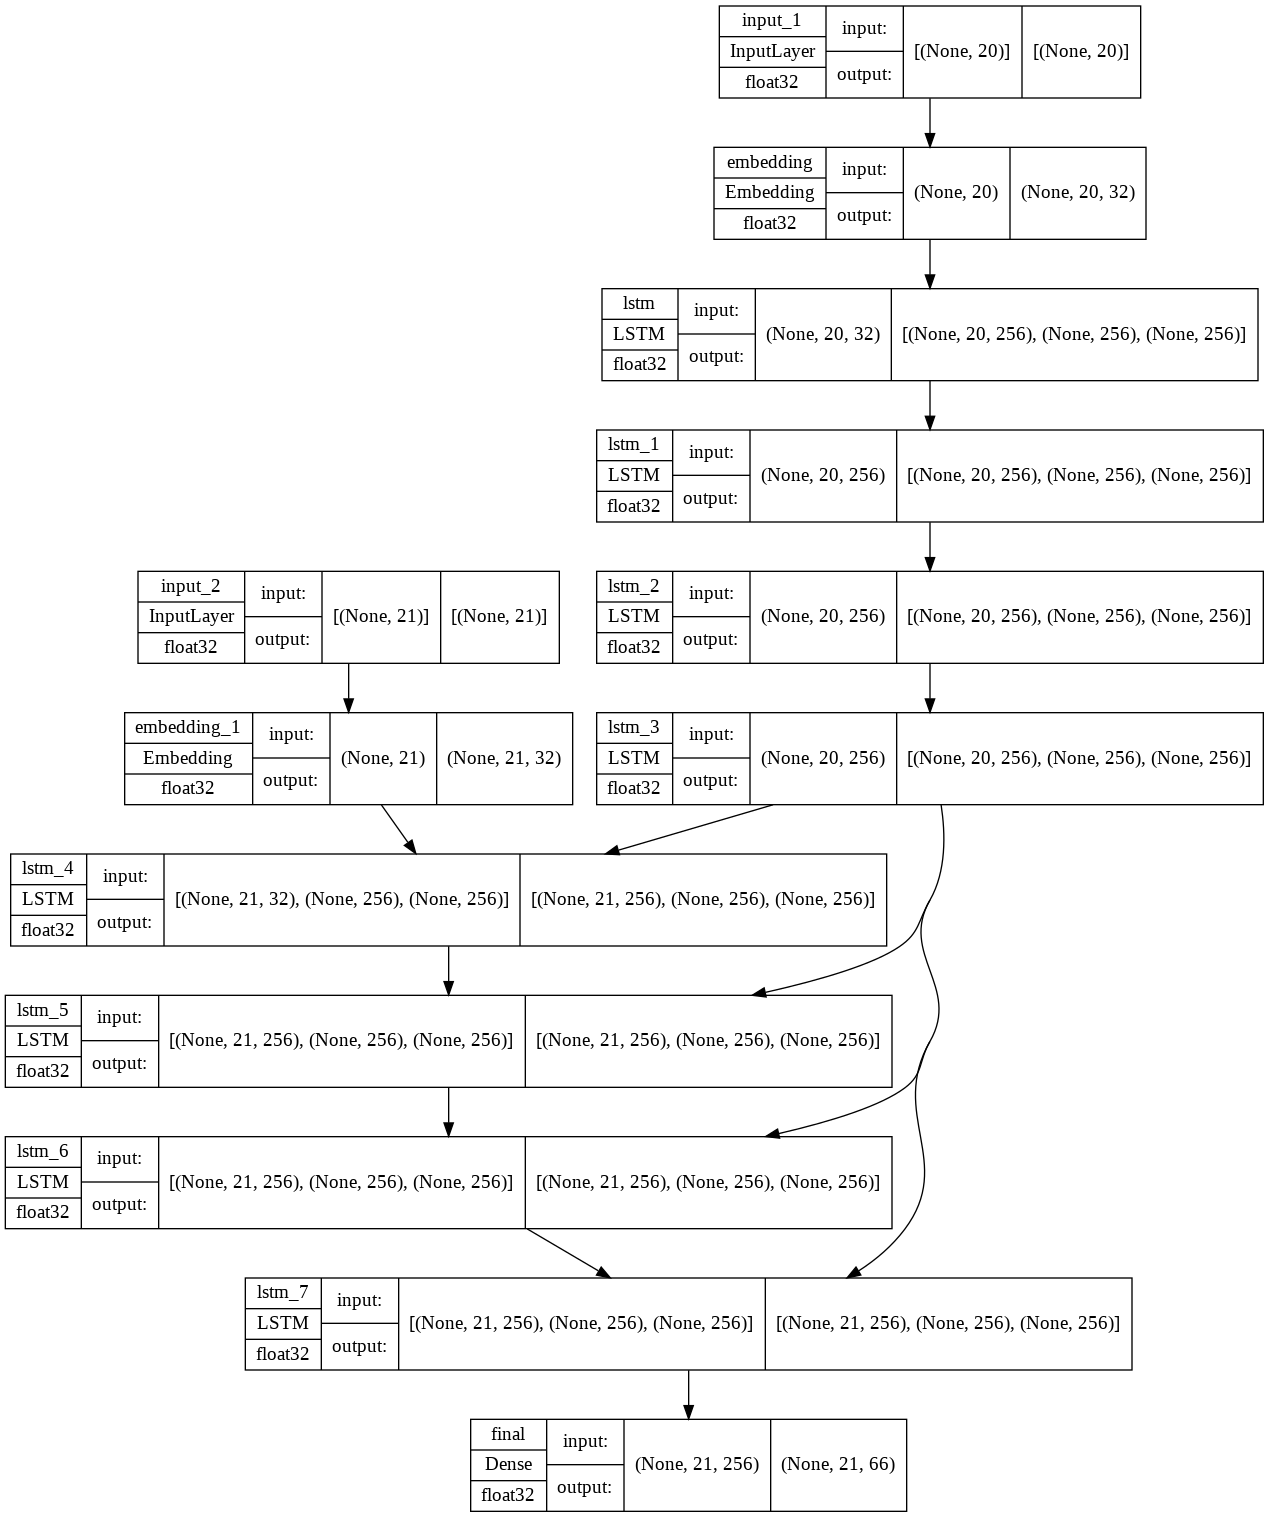 input_1
InputLayer
float32
input:
output:
[(None, 20)]
[(None, 20)]
embedding
Embedding
float32
input:
output:
(None, 20)
(None, 20, 32)
lstm
LSTM
float32
input:
output:
(None, 20, 32)
[(None, 20, 256), (None, 256), (None, 256)]
lstm_1
LSTM
float32
input:
output:
(None, 20, 256)
[(None, 20, 256), (None, 256), (None, 256)]
input_2
InputLayer
float32
input:
output:
[(None, 21)]
[(None, 21)]
lstm_2
LSTM
float32
input:
output:
(None, 20, 256)
[(None, 20, 256), (None, 256), (None, 256)]
embedding_1
Embedding
float32
input:
output:
(None, 21)
(None, 21, 32)
lstm_3
LSTM
float32
input:
output:
(None, 20, 256)
[(None, 20, 256), (None, 256), (None, 256)]
lstm_4
LSTM
float32
input:
output:
[(None, 21, 32), (None, 256), (None, 256)]
[(None, 21, 256), (None, 256), (None, 256)]
lstm_5
LSTM
float32
input:
output:
[(None, 21, 256), (None, 256), (None, 256)]
[(None, 21, 256), (None, 256), (None, 256)]
lstm_6
LSTM
float32
input:
output:
[(None, 21, 256), (None, 256), (None, 256)]
[(None, 21, 256), (None, 256), (None, 256)]
lstm_7
LSTM
float32
input:
output:
[(None, 21, 256), (None, 256), (None, 256)]
[(None, 21, 256), (None, 256), (None, 256)]
final
Dense
float32
input:
output:
(None, 21, 256)
(None, 21, 66)